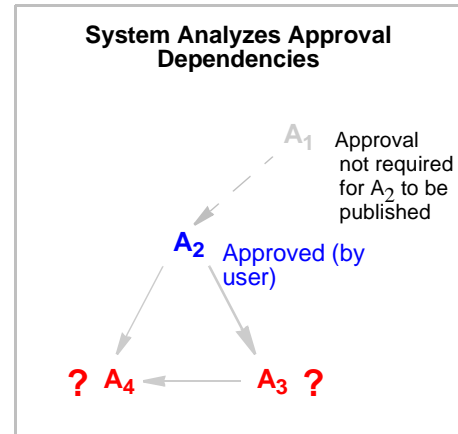 System Analyzes Approval
Dependencies
A1 Approval
not required
for A2 to be
published
A2 Approved (by
user)
? A4 A3 ?